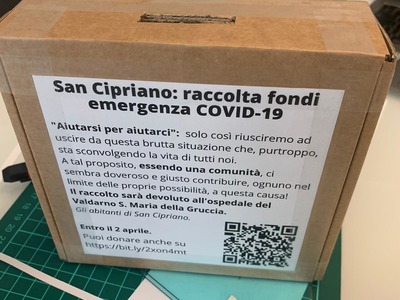 San Cipriano: raccolta fondi
emergenza COVID-19
"Aiutarsi per aiutarci": solo così riusciremo ad
uscire da questa brutta situazione che, purtroppo,
sta sconvolgendo la vita di tutti noi.
A tal proposito, essendo una comunità, ci
sembra doveroso e giusto contribuire, ognuno nel
limite delle proprie possibilità, a questa causa!
Il raccolto sarà devoluto all'ospedale del
Valdarno S. Maria della Gruccia.
Gli abitanti di San Cipriano.
Entro il 2 aprile.
Puoi donare anche su
https://bit.ly/2xon4mt